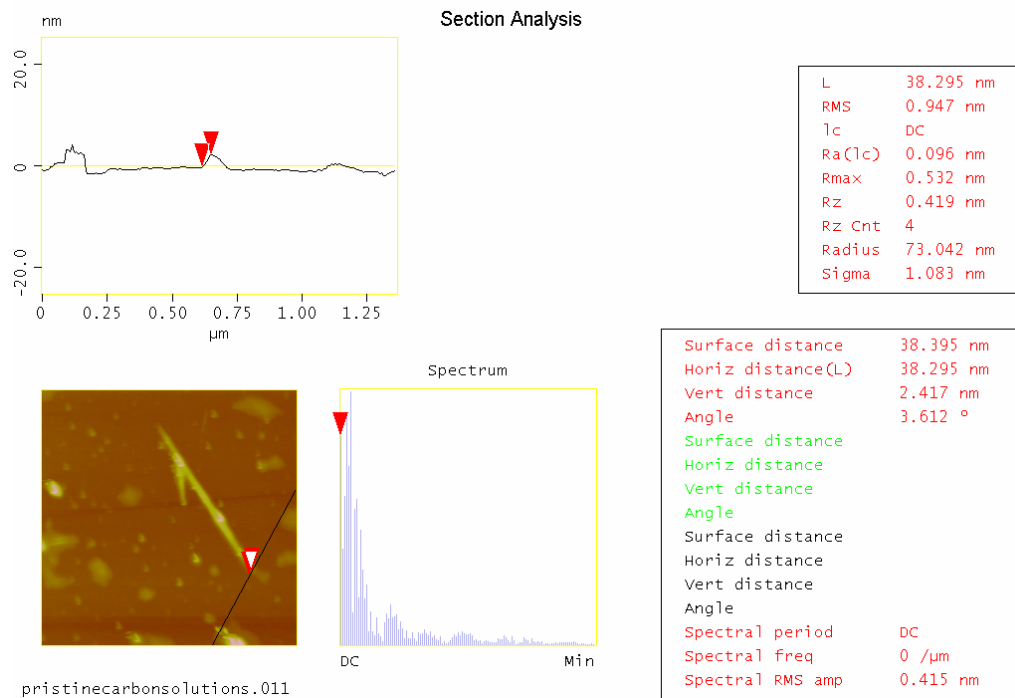 Section Analysis
nm
20.0
0
-20.0
0 0.25 0.50 0.75 1.00 1.25
µm
L 38.295 nm
RMS 0.947 nm
lc DC
Ra(lc) 0.096 nm
Rmax 0.532 nm
Rz 0.419 nm
Rz Cnt 4
Radius 73.042 nm
Sigma 1.083 nm
Surface distance 38.395 nm
Horiz distance(L) 38.295 nm
Vert distance 2.417 nm
Angle 3.612 °
Surface distance
Horiz distance
Vert distance
Angle
Surface distance
Horiz distance
Vert distance
Angle
Spectral period DC
Spectral freq 0 /µm
Spectral RMS amp 0.415 nm
Spectrum
DC Min
pristinecarbonsolutions.011